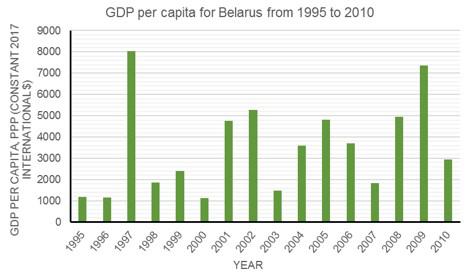 GDP per capita for Belarus from 1995 to 2010
GDP PER CAPITA, PPP (CONSTANT 2017
INTERNATIONAL $)
9000
8000
7000
6000
5000
4000
3000
2000
1000
0
1995 1996 1997 1998 1999 2000 2001 2002 2003 2004 2005 2006 2007 2008 2009 2010
YEAR